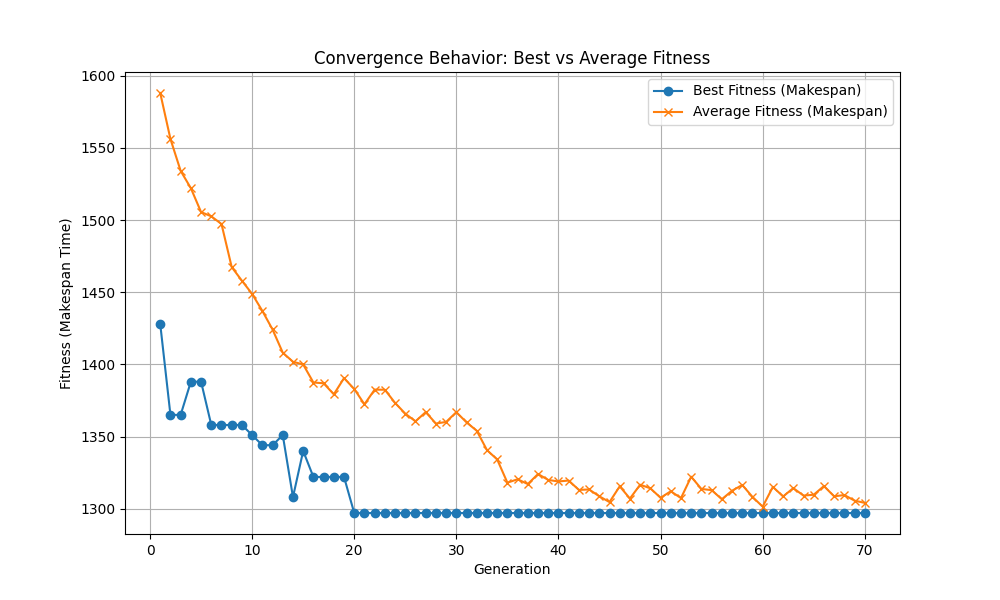 Convergence Behavior: Best vs Average Fitness
Best Fitness (Makespan)
Average Fitness (Makespan)
Fitness (Makespan Time)
1600
1550
1500
1450
1400
1350
1300
0 10 20 30 40 50 60 70
Generation